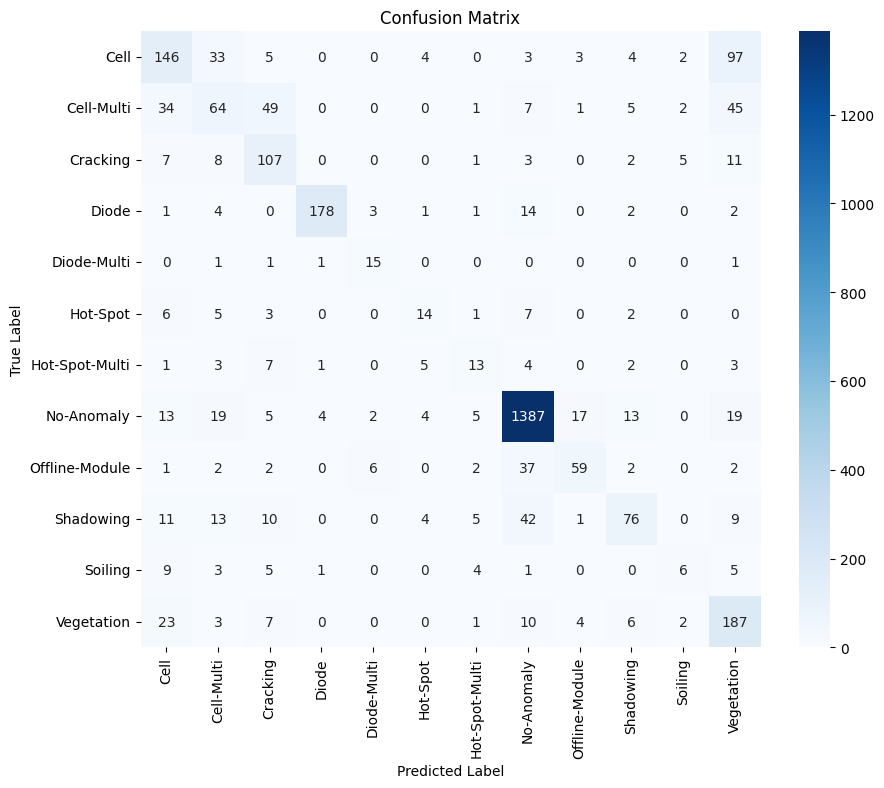 Confusion Matrix
True Label
Cell 146 33 5 0 0 4 0 3 3 4 2 97
Cell-Multi 34 64 49 0 0 0 1 7 1 5 2 45
Cracking 7 8 107 0 0 0 1 3 0 2 5 11
Diode 1 4 0 178 3 1 1 14 0 2 0 2
Diode-Multi 0 1 1 1 15 0 0 0 0 0 0 1
Hot-Spot 6 5 3 0 0 14 1 7 0 2 0 0
Hot-Spot-Multi 1 3 7 1 0 5 13 4 0 2 0 3
No-Anomaly 13 19 5 4 2 4 5 1387 17 13 0 19
Offline-Module 1 2 2 0 6 0 2 37 59 2 0 2
Shadowing 11 13 10 0 0 4 5 42 1 76 0 9
Soiling 9 3 5 1 0 0 4 1 0 0 6 5
Vegetation 23 3 7 0 0 0 1 10 4 6 2 187
Cell Cell-Multi Cracking Diode Diode-Multi Hot-Spot Hot-Spot-Multi No-Anomaly Offline-Module Shadowing Soiling Vegetation
Predicted Label
1200
1000
800
600
400
200
0